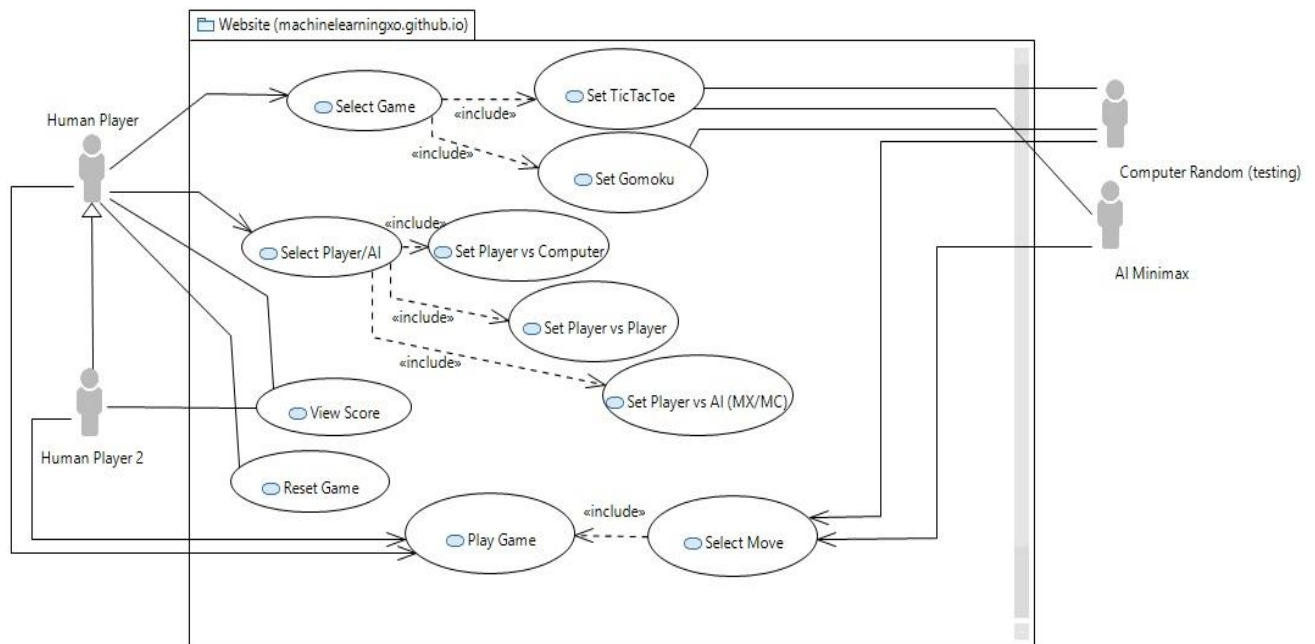 Website (machinelearningxo.github.io)
Human Player
Select Game
«include»
Set TicTacToe
«include»
Set Gomoku
Computer Random (testing)
Select Player/AI
«include»
Set Player vs Computer
AI Minimax
«include»
Set Player vs Player
«include»
Set Player vs AI (MX/MC)
View Score
Human Player 2
Reset Game
Play Game
«include»
Select Move